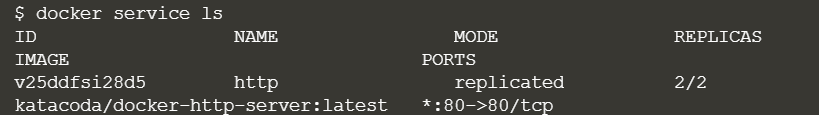 $ docker service ls
ID NAME MODE REPLICAS
IMAGE PORTS
v25ddfsi28d5 http replicated 2/2
katacoda/docker-http-server:latest *:80->80/tcp